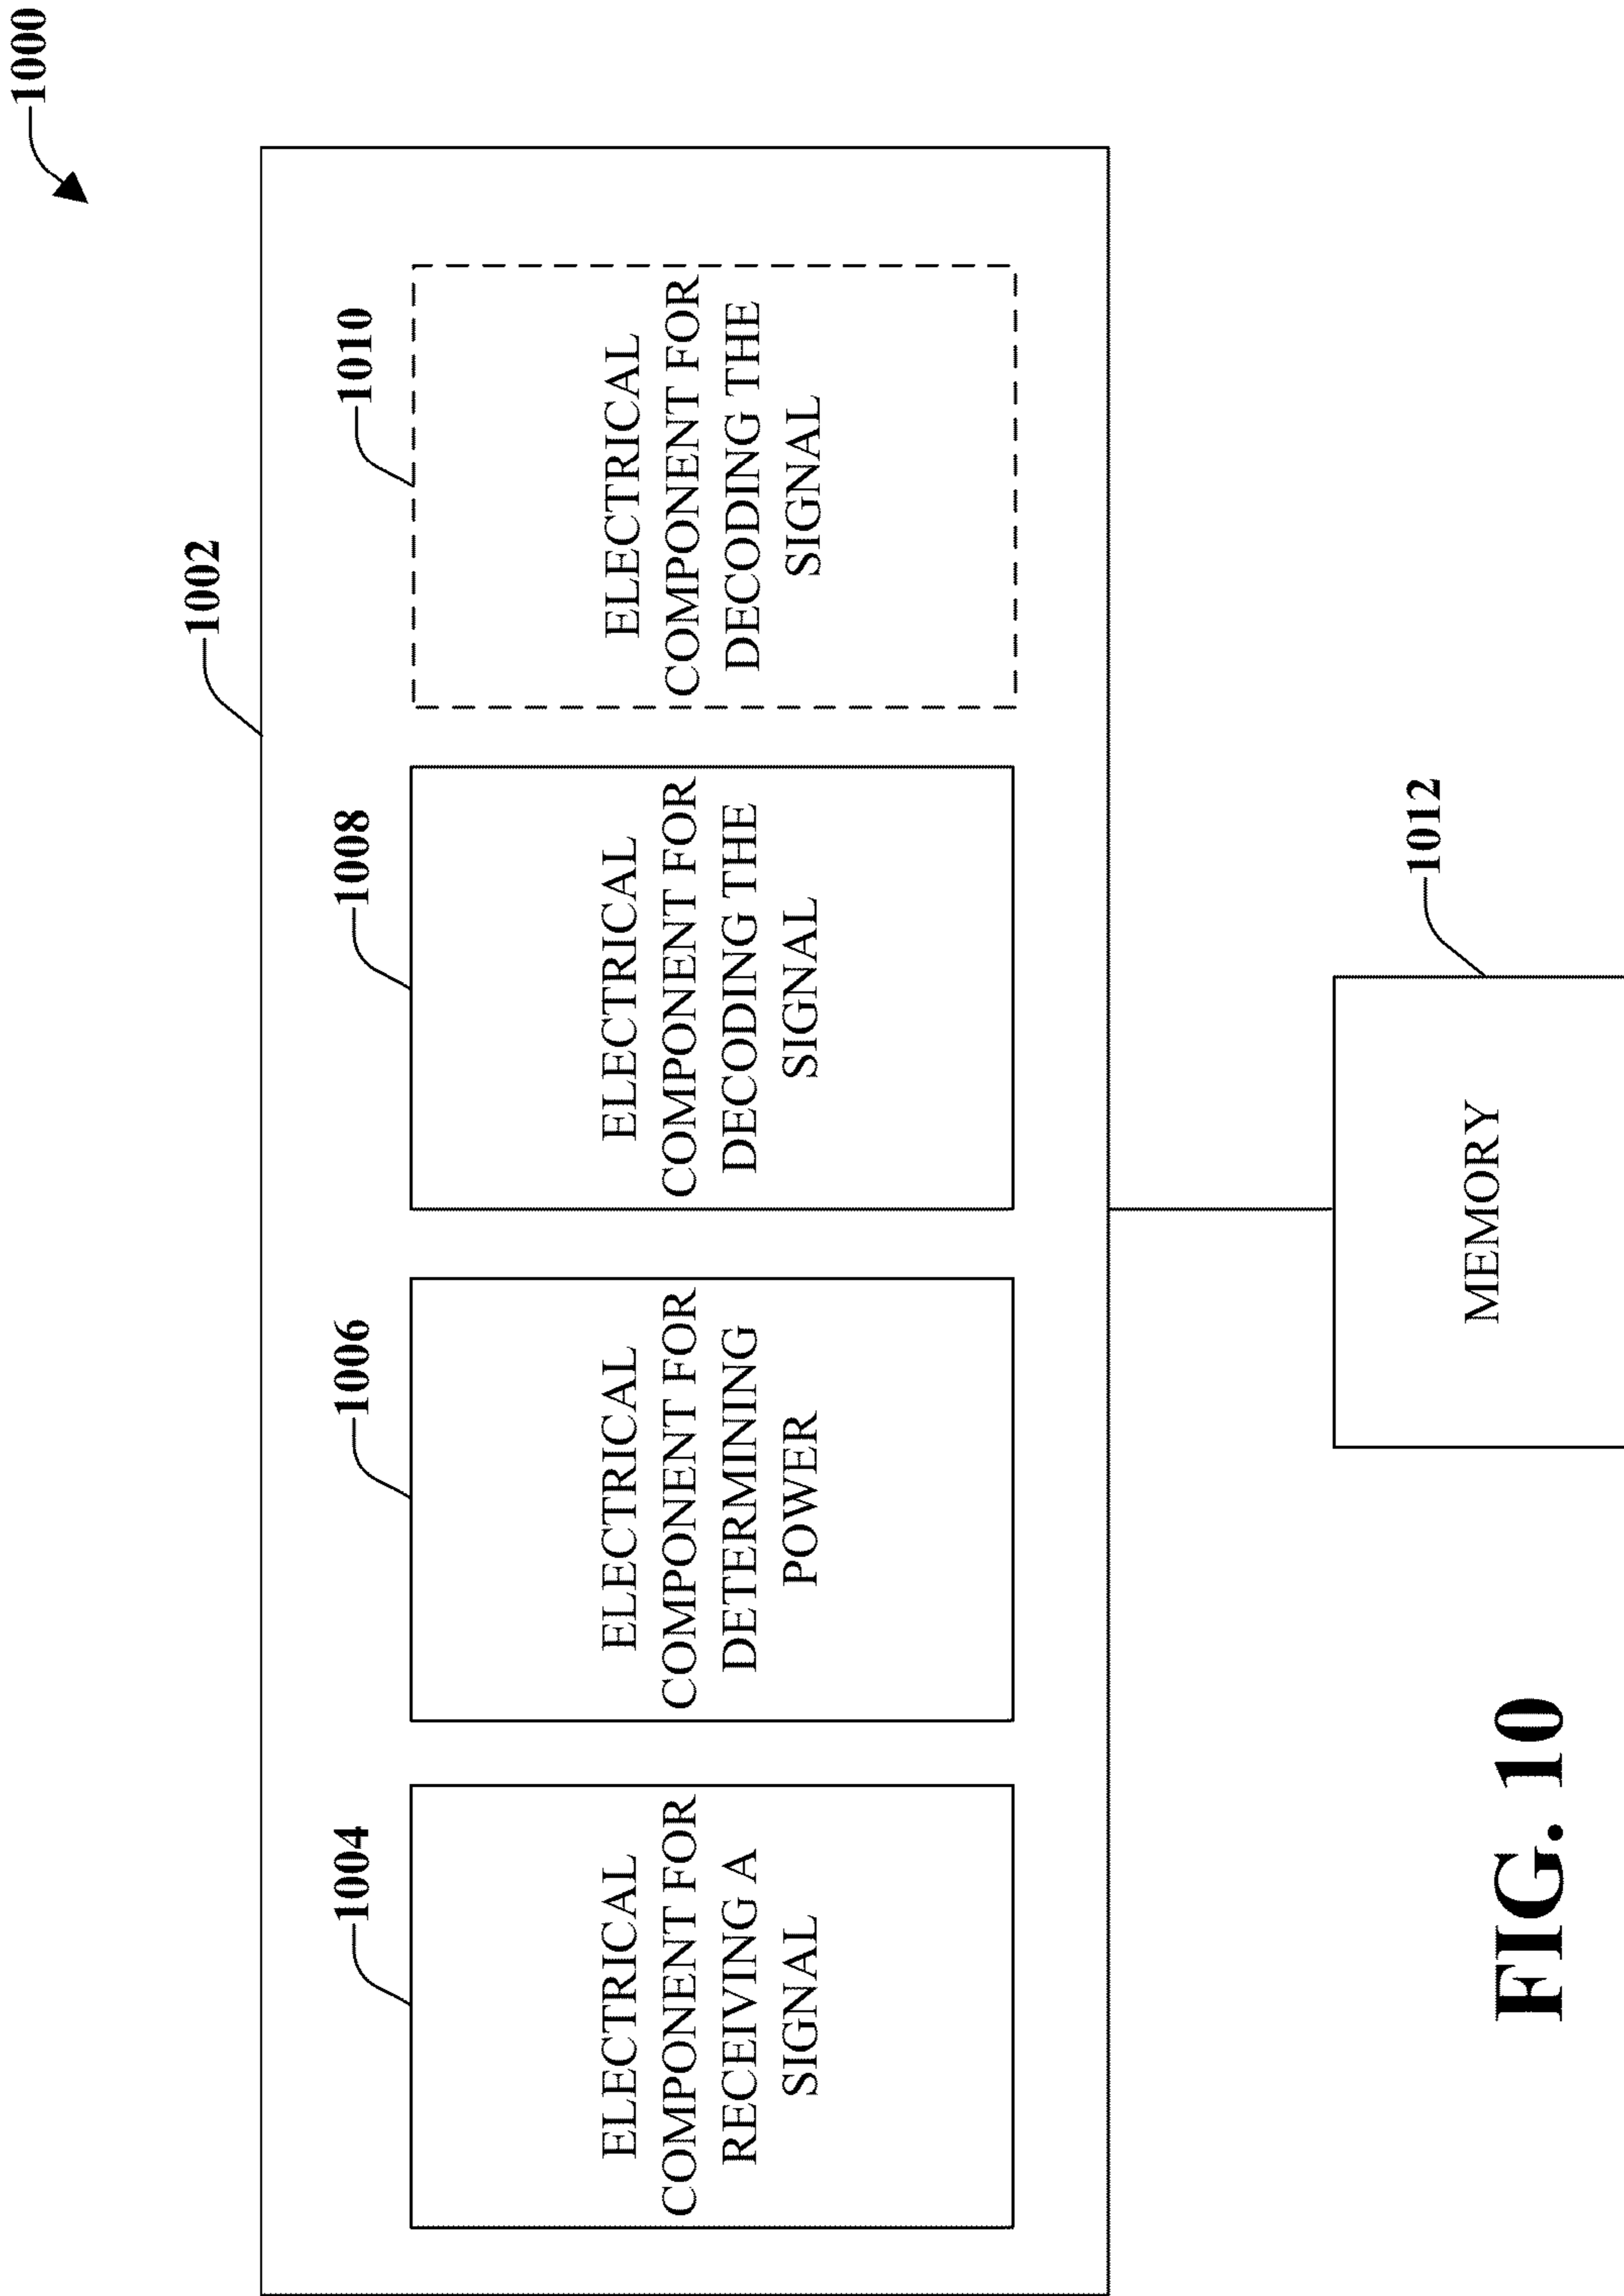 1000
1002
1004
ELECTRICAL
COMPONENT FOR
RECEIVING A
SIGNAL
1006
ELECTRICAL
COMPONENT FOR
DETERMINING
POWER
1008
ELECTRICAL
COMPONENT FOR
DECODING THE
SIGNAL
1010
ELECTRICAL
COMPONENT FOR
DECODING THE
SIGNAL
1012
MEMORY
FIG. 10